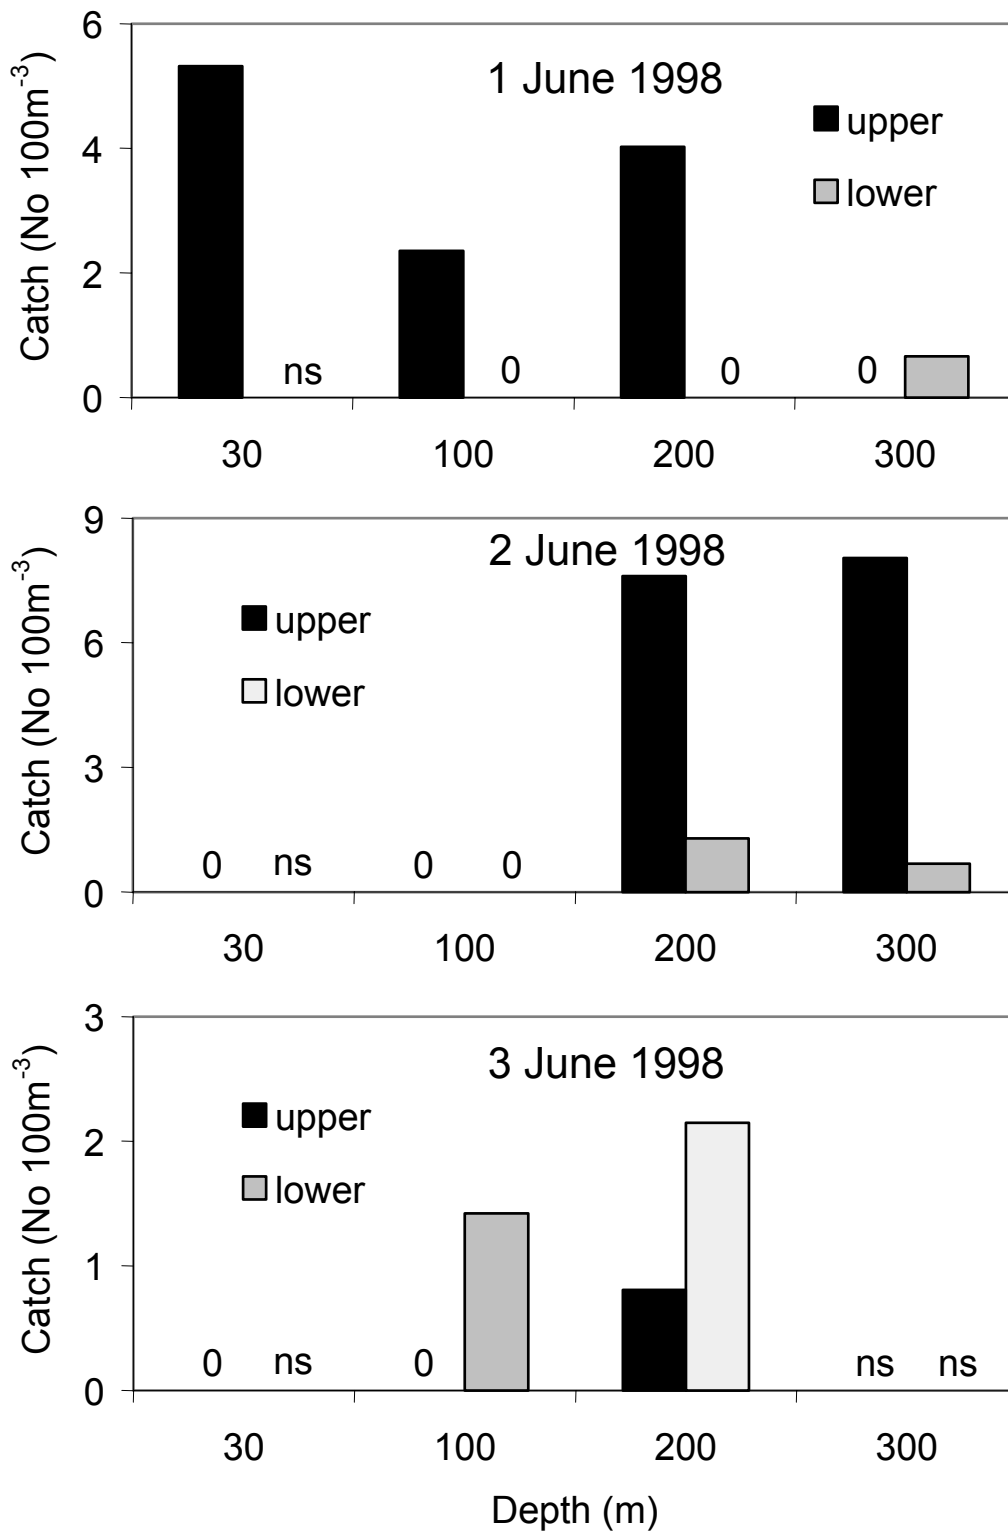 6
1 June 1998
upper
4
lower
Catch (No 100m-3)
2
ns
0
0
0
0
30
100
200
300
9
2 June 1998
upper
6
lower
Catch (No 100m-3)
3
0
ns
0
0
0
30
100
200
300
3
3 June 1998
upper
2
lower
Catch (No 100m-3)
1
0
ns
0
ns
ns
0
30
100
200
300
Depth (m)